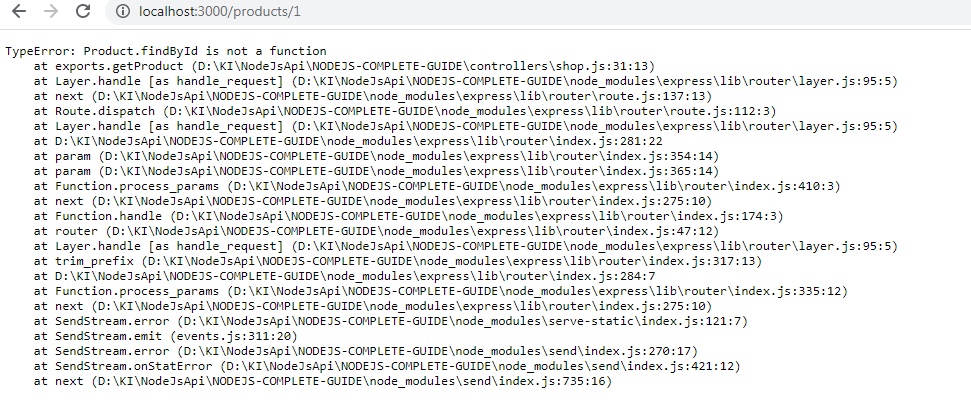 localhost:3000/products/1
TypeError: Product.findById is not a function
at exports.getProduct (D:\KI\NodeJsApi\NODEJS-COMPLETE-GUIDE\controllers\shop.js:31:13)
at Layer.handle [as handle_request] (D:\KI\NodeJsApi\NODEJS-COMPLETE-GUIDE\node_modules\express\lib\router\layer.js:95:5)
at next (D:\KI\NodeJsApi\NODEJS-COMPLETE-GUIDE\node_modules\express\lib\router\route.js:137:13)
at Route.dispatch (D:\KI\NodeJsApi\NODEJS-COMPLETE-GUIDE\node_modules\express\lib\router\route.js:112:3)
at Layer.handle [as handle_request] (D:\KI\NodeJsApi\NODEJS-COMPLETE-GUIDE\node_modules\express\lib\router\layer.js:95:5)
at D:\KI\NodeJsApi\NODEJS-COMPLETE-GUIDE\node_modules\express\lib\router\index.js:281:22
at param (D:\KI\NodeJsApi\NODEJS-COMPLETE-GUIDE\node_modules\express\lib\router\index.js:354:14)
at param (D:\KI\NodeJsApi\NODEJS-COMPLETE-GUIDE\node_modules\express\lib\router\index.js:365:14)
at Function.process_params (D:\KI\NodeJsApi\NODEJS-COMPLETE-GUIDE\node_modules\express\lib\router\index.js:410:3)
at next (D:\KI\NodeJsApi\NODEJS-COMPLETE-GUIDE\node_modules\express\lib\router\index.js:275:10)
at Function.handle (D:\KI\NodeJsApi\NODEJS-COMPLETE-GUIDE\node_modules\express\lib\router\index.js:174:3)
at router (D:\KI\NodeJsApi\NODEJS-COMPLETE-GUIDE\node_modules\express\lib\router\index.js:47:12)
at Layer.handle [as handle_request] (D:\KI\NodeJsApi\NODEJS-COMPLETE-GUIDE\node_modules\express\lib\router\layer.js:95:5)
at trim_prefix (D:\KI\NodeJsApi\NODEJS-COMPLETE-GUIDE\node_modules\express\lib\router\index.js:317:13)
at D:\KI\NodeJsApi\NODEJS-COMPLETE-GUIDE\node_modules\express\lib\router\index.js:284:7
at Function.process_params (D:\KI\NodeJsApi\NODEJS-COMPLETE-GUIDE\node_modules\express\lib\router\index.js:335:12)
at next (D:\KI\NodeJsApi\NODEJS-COMPLETE-GUIDE\node_modules\express\lib\router\index.js:275:10)
at SendStream.error (D:\KI\NodeJsApi\NODEJS-COMPLETE-GUIDE\node_modules\serve-static\index.js:121:7)
at SendStream.emit (events.js:311:20)
at SendStream.error (D:\KI\NodeJsApi\NODEJS-COMPLETE-GUIDE\node_modules\send\index.js:270:17)
at SendStream.onStatError (D:\KI\NodeJsApi\NODEJS-COMPLETE-GUIDE\node_modules\send\index.js:421:12)
at next (D:\KI\NodeJsApi\NODEJS-COMPLETE-GUIDE\node_modules\send\index.js:735:16)